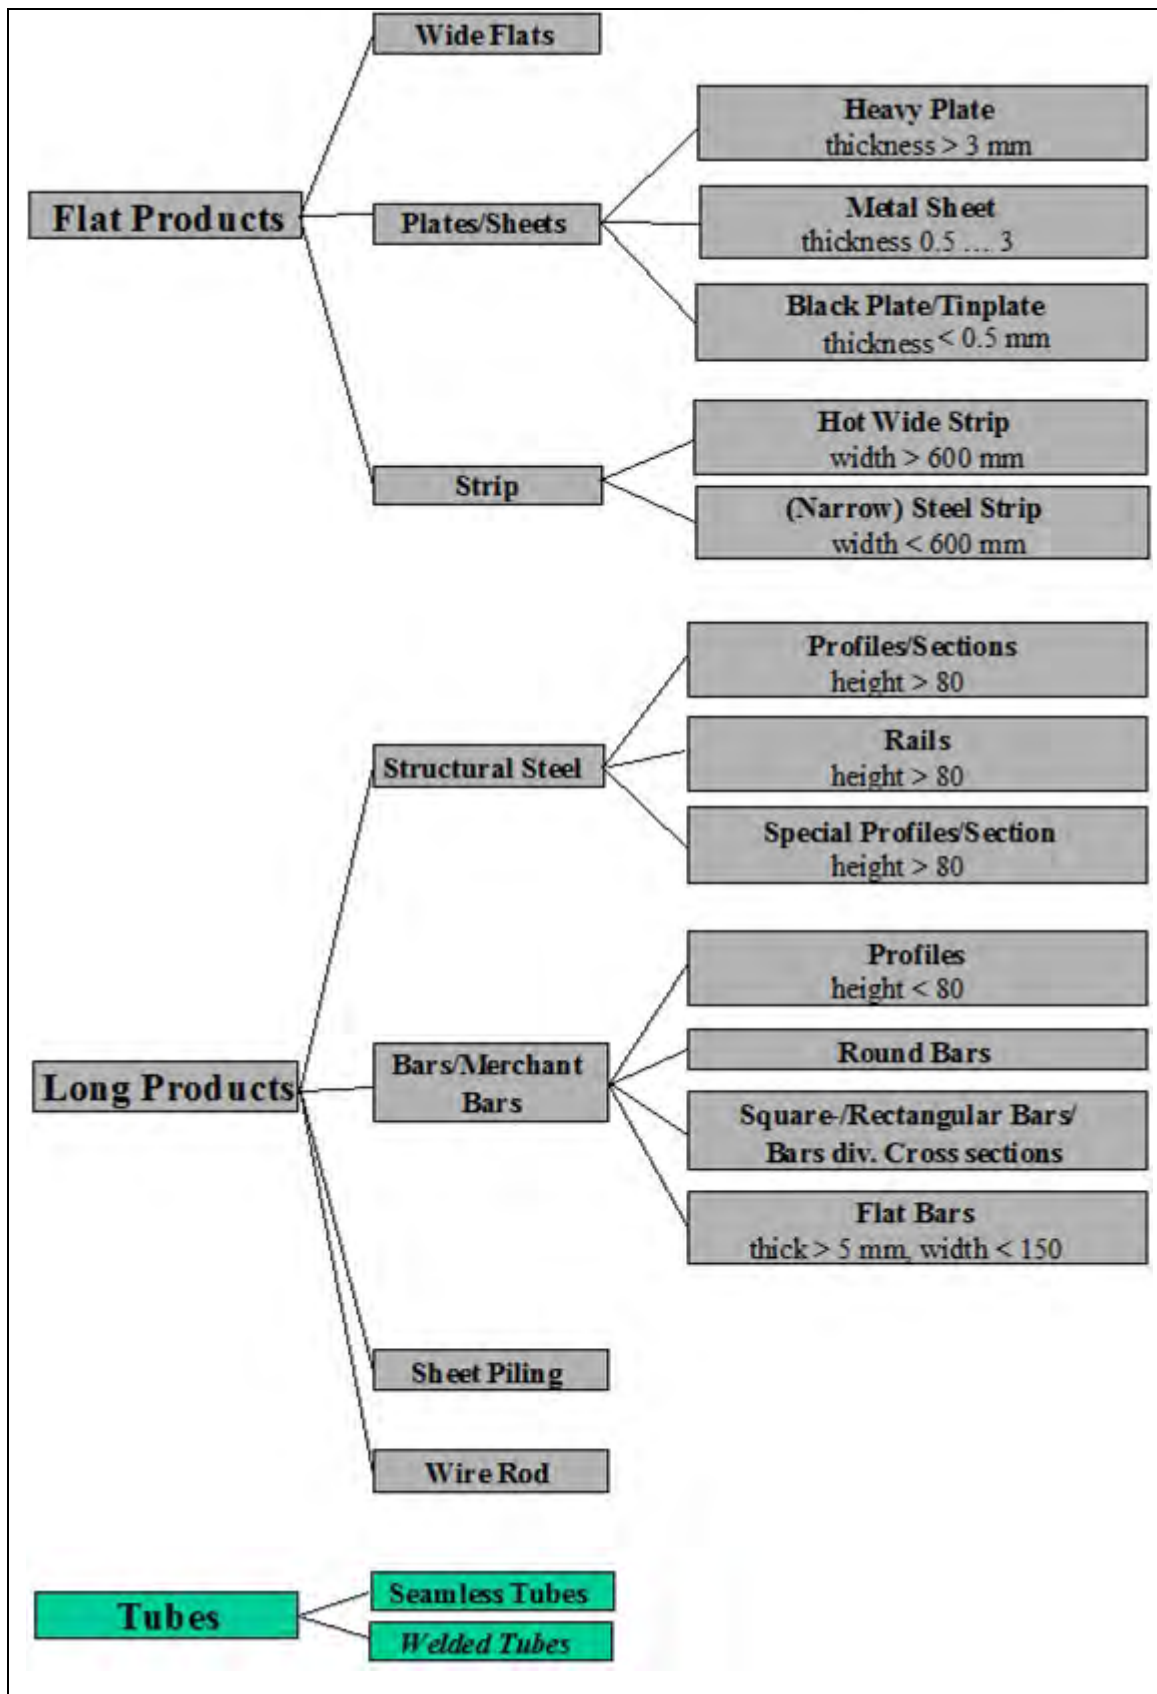 Wide Flats
Heavy Plate
thickness > 3 mm
Flat Products
Plates/Sheets
Metal Sheet
thickness 0.5 ... 3
Black Plate/Tinplate
thickness < 0.5 mm
Strip
Hot Wide Strip
width > 600 mm
(Narrow) Steel Strip
width < 600 mm
Profiles/Sections
height > 80
Structural Steel
Rails
height > 80
Special Profiles/Section
height > 80
Profiles
height < 80
Long Products
Bars/Merchant
Bars
Round Bars
Square-/Rectangular Bars/
Bars div. Cross sections
Flat Bars
thick > 5 mm, width < 150
Sheet Piling
Wire Rod
Tubes
Seamless Tubes
Welded Tubes